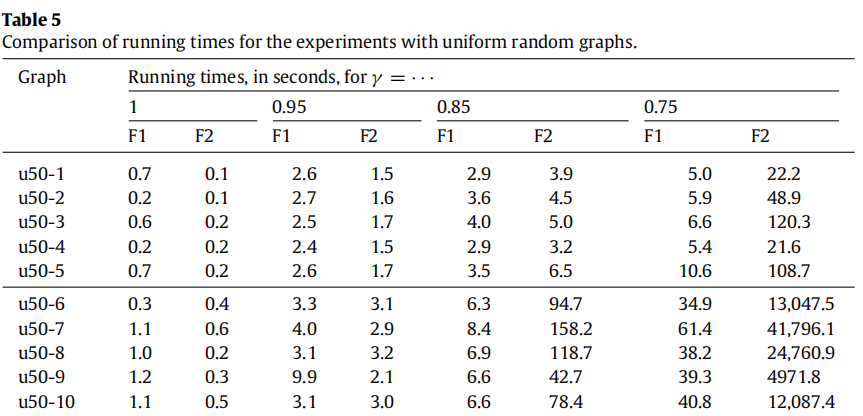 Table 5
Comparison of running times for the experiments with uniform random graphs.
Graph Running times, in seconds, for γ = ···
1 0.95 0.85 0.75
F1 F2 F1 F2 F1 F2 F1 F2
u50-1 0.7 0.1 2.6 1.5 2.9 3.9 5.0 22.2
u50-2 0.2 0.1 2.7 1.6 3.6 4.5 5.9 48.9
u50-3 0.6 0.2 2.5 1.7 4.0 5.0 6.6 120.3
u50-4 0.2 0.2 2.4 1.5 2.9 3.2 5.4 21.6
u50-5 0.7 0.2 2.6 1.7 3.5 6.5 10.6 108.7
u50-6 0.3 0.4 3.3 3.1 6.3 94.7 34.9 13,047.5
u50-7 1.1 0.6 4.0 2.9 8.4 158.2 61.4 41,796.1
u50-8 1.0 0.2 3.1 3.2 6.9 118.7 38.2 24,760.9
u50-9 1.2 0.3 9.9 2.1 6.6 42.7 39.3 4971.8
u50-10 1.1 0.5 3.1 3.0 6.6 78.4 40.8 12,087.4